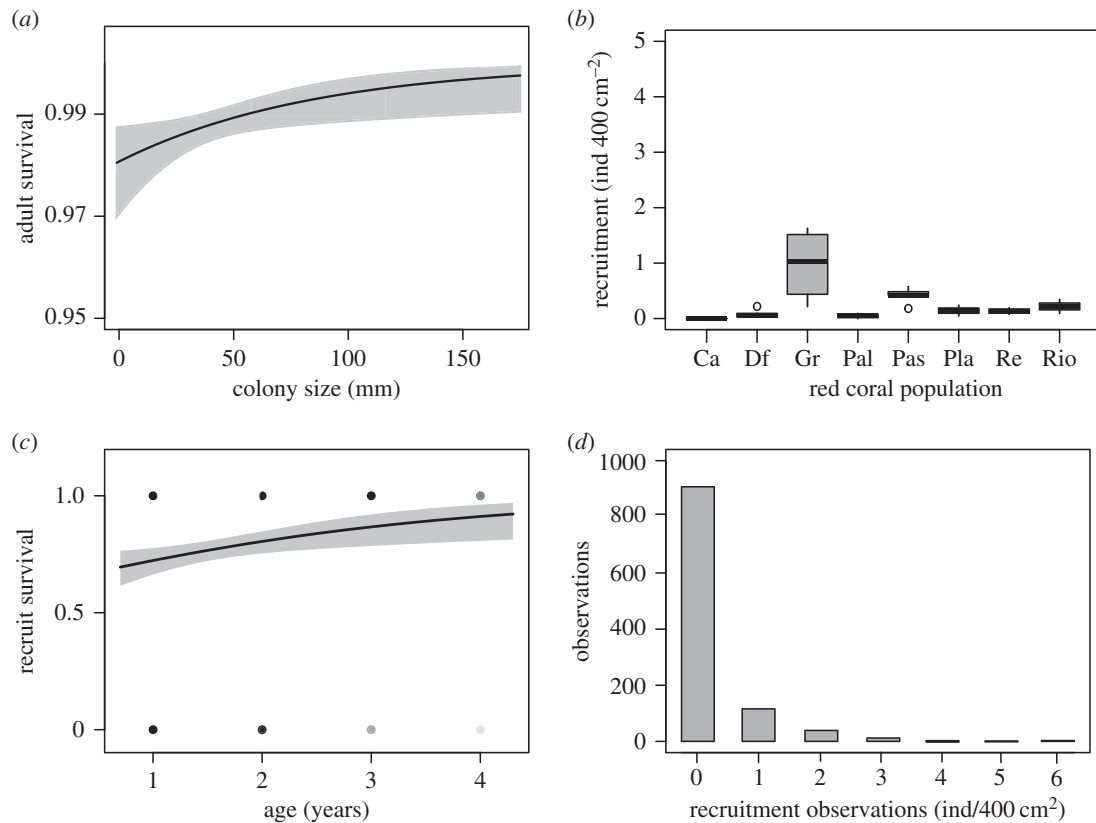 (a)
adult survival
0.99
0.97
0.95
0 50 100 150
colony size (mm)
(b)
recruitment (ind 400 cm⁻²)
5
4
3
2
1
0
Ca Df Gr Pal Pas Pla Re Rio
red coral population
(c)
recruit survival
1.0
0.5
0
1 2 3 4
age (years)
(d)
observations
1000
800
600
400
200
0
0 1 2 3 4 5 6
recruitment observations (ind/400 cm²)